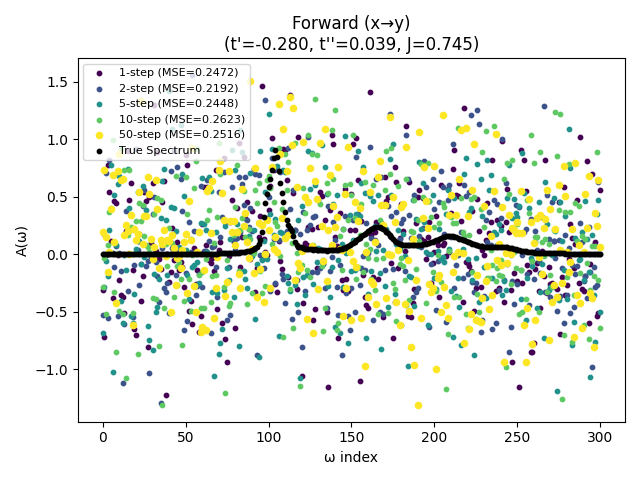 Forward (x→y)
(t'=-0.280, t''=0.039, J=0.745)
1-step (MSE=0.2472)
2-step (MSE=0.2192)
5-step (MSE=0.2448)
10-step (MSE=0.2623)
50-step (MSE=0.2516)
True Spectrum
A(ω)
1.5
1.0
0.5
0.0
−0.5
−1.0
0 50 100 150 200 250 300
ω index